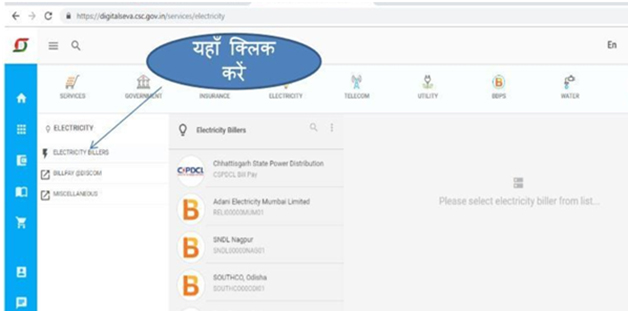 https://digitalseva.csc.gov.in/services/electricity
यहाँ क्लिक
करें
En
SERVICES
GOVERNMENT
INSURANCE
ELECTRICITY
TELECOM
UTILITY
BBPS
WATER
ELECTRICITY
ELECTRICITY BILLERS
BILLPAY @DISCOM
MISCELLANEOUS
Electricity Billers
CSPDCL
Chhattisgarh State Power Distribution
CSPDCL Bill Pay
B
Adani Electricity Mumbai Limited
RELI00000MUM01
B
SNDL Nagpur
SNDL00000NAG01
B
SOUTHCO, Odisha
SOUTHCO00ODI01
Please select electricity biller from list...